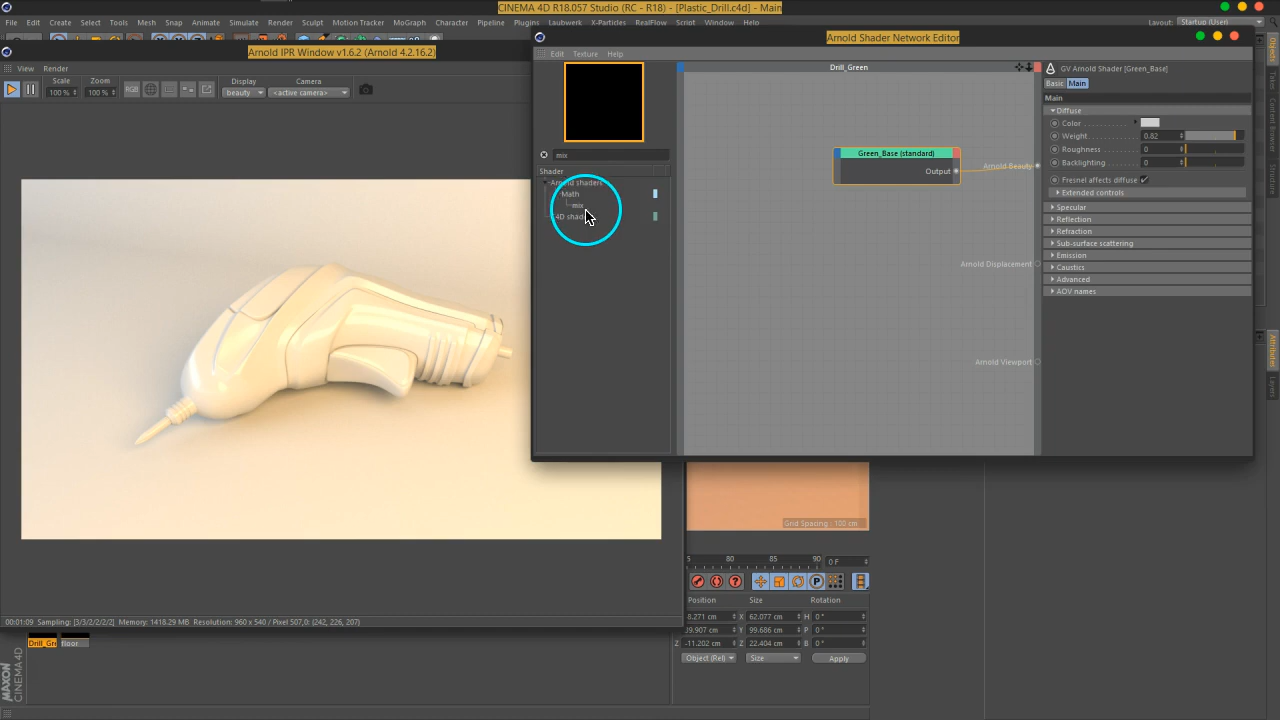 CINEMA 4D R18.057 Studio (RC - R18) - [Plastic_Drill.c4d] - Main
File Edit Create Select Tools Mesh Snap Animate Simulate Render Sculpt Motion Tracker MoGraph Character Pipeline Plugins Laubwerk X-Particles RealFlow Script Window Help Layout: Startup (User)
Arnold IPR Window v1.6.2 (Arnold 4.2.16.2)
View Render
Scale Zoom Display Camera
100 % 100 % RGB beauty <active camera>
Arnold Shader Network Editor
Edit Texture Help
mix
Shader
Arnold shaders
Math
mix
Drill_Green
Green_Base (standard)
Output
Arnold Beauty
Arnold Displacement
Arnold Viewport
GV Arnold Shader [Green_Base]
Basic Main
Main
Diffuse
Color
Weight 0.82
Roughness 0
Backlighting 0
Fresnel affects diffuse
Extended controls
Specular
Reflection
Refraction
Sub-surface scattering
Emission
Caustics
Advanced
AOV names
Objects
Takes
Content Browser
Structure
Attributes
Layers
Grid Spacing : 100 cm
5 80 85 90 0 F
Position Size Rotation
8.271 cm X 62.077 cm H 0 °
99.686 cm P 0 °
Z -11.202 cm Z 22.404 cm B 0 °
Object (Rel) Size Apply
00:01:09 Sampling: [3/3/2/2/2/2] Memory: 1418.29 MB Resolution: 960 x 540 / Pixel 507,0: (242, 226, 207)
Drill_Gre floor
MAXON
CINEMA 4D